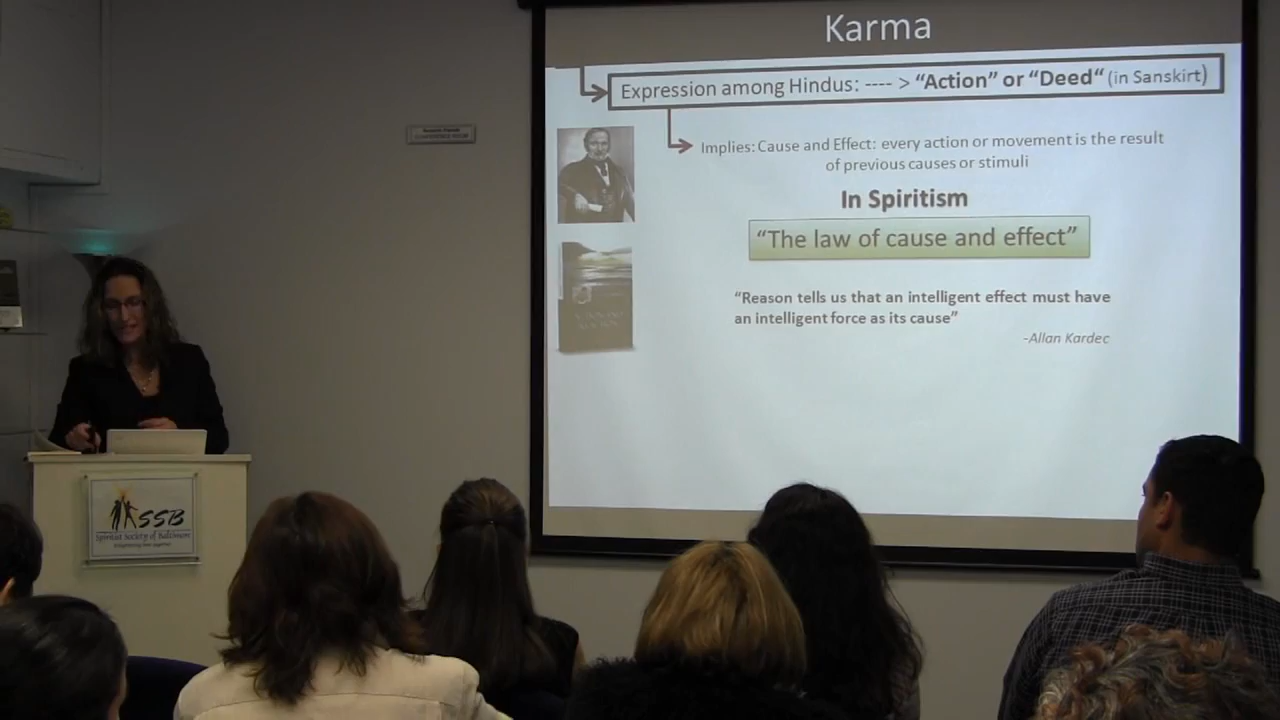 Karma
Expression among Hindus: ---- > “Action” or “Deed“ (in Sanskirt)
Implies: Cause and Effect: every action or movement is the result
of previous causes or stimuli
In Spiritism
“The law of cause and effect”
“Reason tells us that an intelligent effect must have
an intelligent force as its cause”
-Allan Kardec
SSB
Spiritist Society of Baltimore